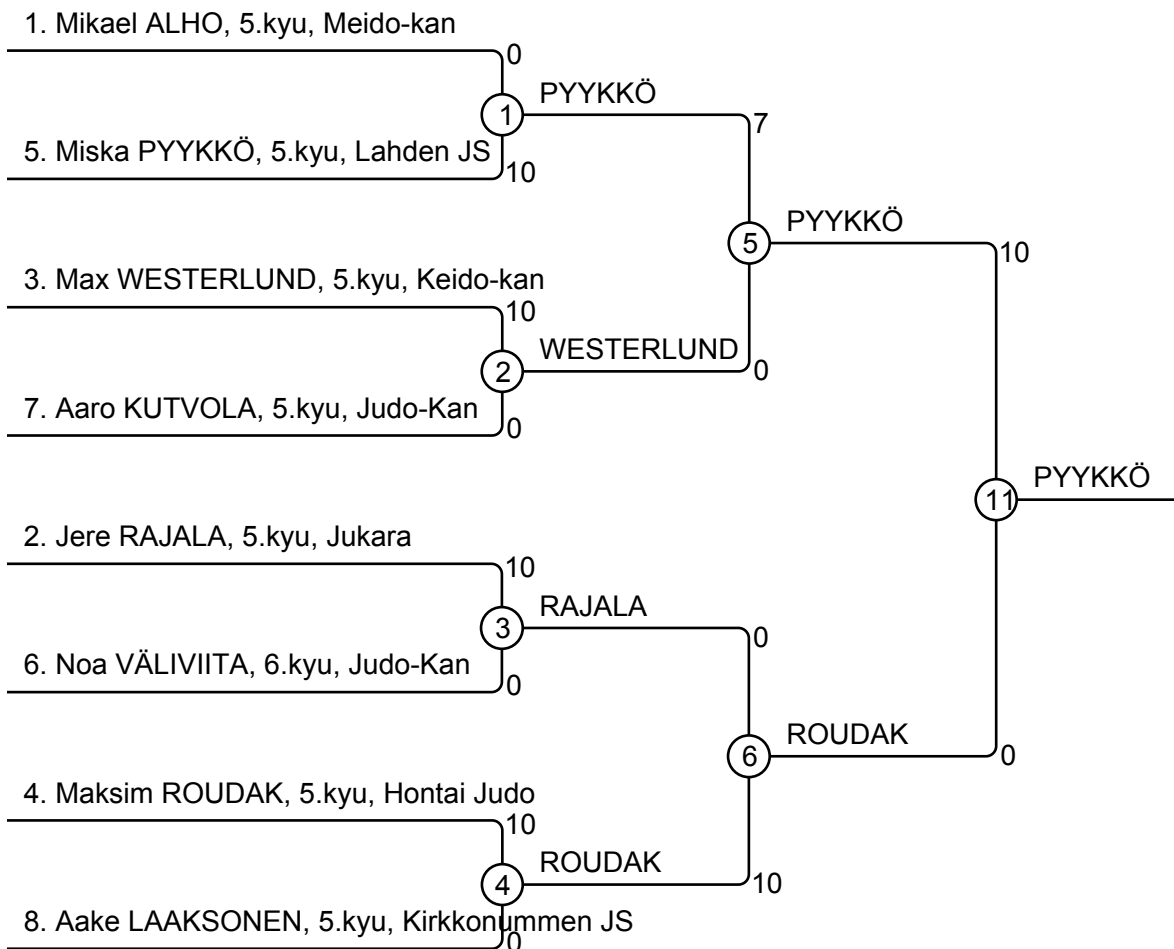 1. Mikael ALHO, 5.kyu, Meido-kan
0
1
PYYKKÖ
7
5. Miska PYYKKÖ, 5.kyu, Lahden JS
10
5
PYYKKÖ
10
3. Max WESTERLUND, 5.kyu, Keido-kan
10
2
WESTERLUND
0
7. Aaro KUTVOLA, 5.kyu, Judo-Kan
0
11
PYYKKÖ
2. Jere RAJALA, 5.kyu, Jukara
10
3
RAJALA
0
6. Noa VÄLIVIITA, 6.kyu, Judo-Kan
0
6
ROUDAK
0
4. Maksim ROUDAK, 5.kyu, Hontai Judo
10
4
ROUDAK
10
8. Aake LAAKSONEN, 5.kyu, Kirkkonummen JS
0